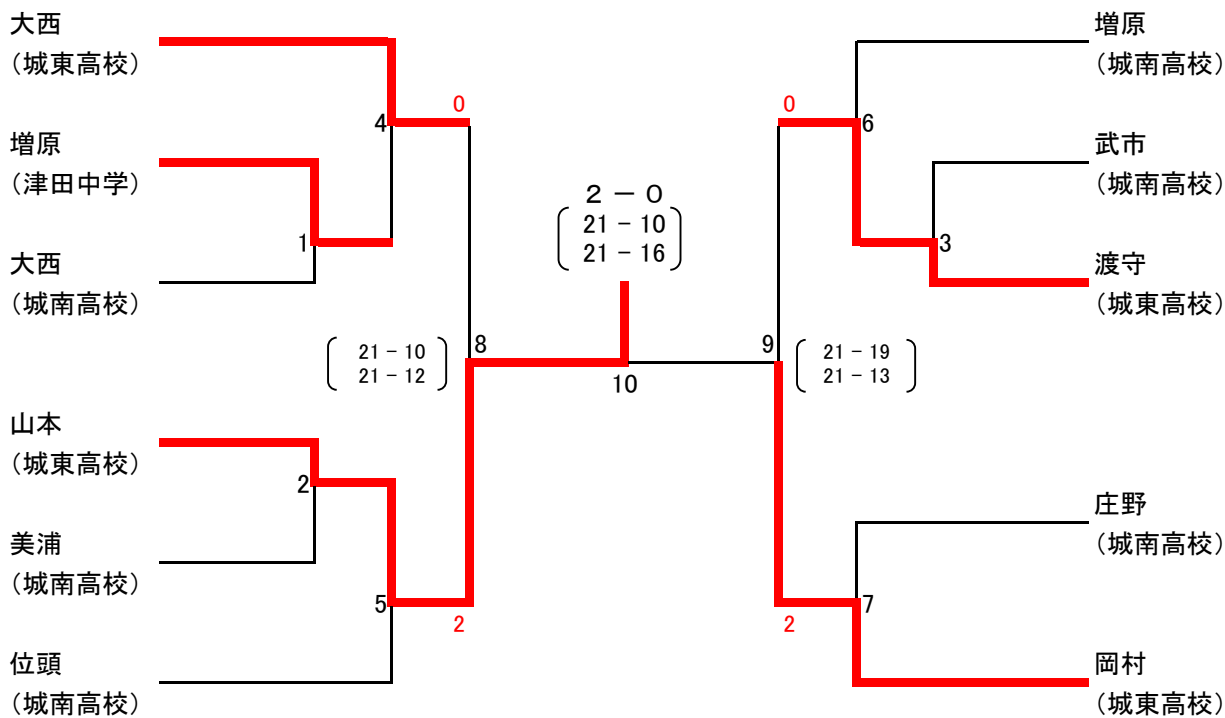 大西
（城東高校）
増原
（津田中学）
大西
（城南高校）
山本
（城東高校）
美浦
（城南高校）
位頭
（城南高校）
4
0
1
2
5
2
8
21 － 10
21 － 12
２ － ０
21 － 10
21 － 16
10
9
21 － 19
21 － 13
0
6
3
7
2
増原
（城南高校）
武市
（城南高校）
渡守
（城東高校）
庄野
（城南高校）
岡村
（城東高校）